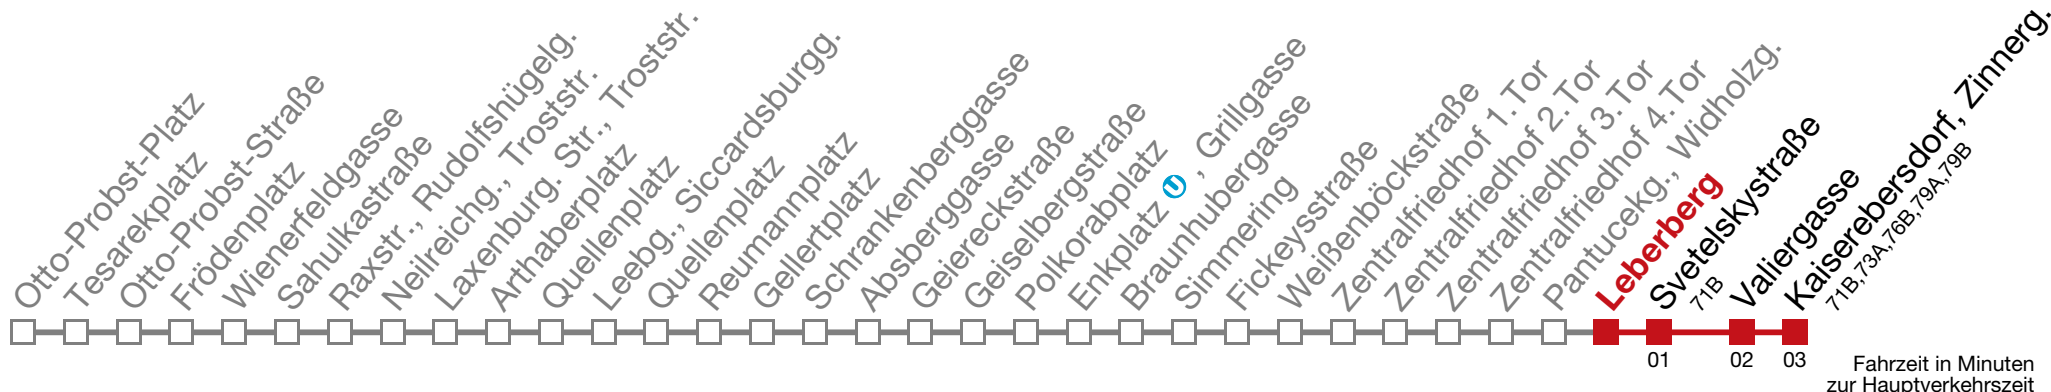 Otto-Probst-Platz
Tesarekplatz
Otto-Probst-Straße
Frödenplatz
Wienerfeldgasse
Sahulkastraße
Raxstr., Rudolfshügelg.
Neilreichg., Troststr.
Laxenburg. Str., Troststr.
Arthaberplatz
Quellenplatz
Leebg., Siccardsburgg.
Quellenplatz
Reumannplatz
Gellertplatz
Schrankenberggasse
Absberggasse
Geiereckstraße
Geiselbergstraße
Polkorabplatz
Enkplatz U, Grillgasse
Braunhubergasse
Simmering
Fickeysstraße
Weißenböckstraße
Zentralfriedhof 1. Tor
Zentralfriedhof 2. Tor
Zentralfriedhof 3. Tor
Zentralfriedhof 4. Tor
Pantucekg., Widholzg.
Leberberg
Svetelskystraße
71B
Valiergasse
Kaiserebersdorf, Zinnerg.
71B,73A,76B,79A,79B
01
02
03
Fahrzeit in Minuten
zur Hauptverkehrszeit